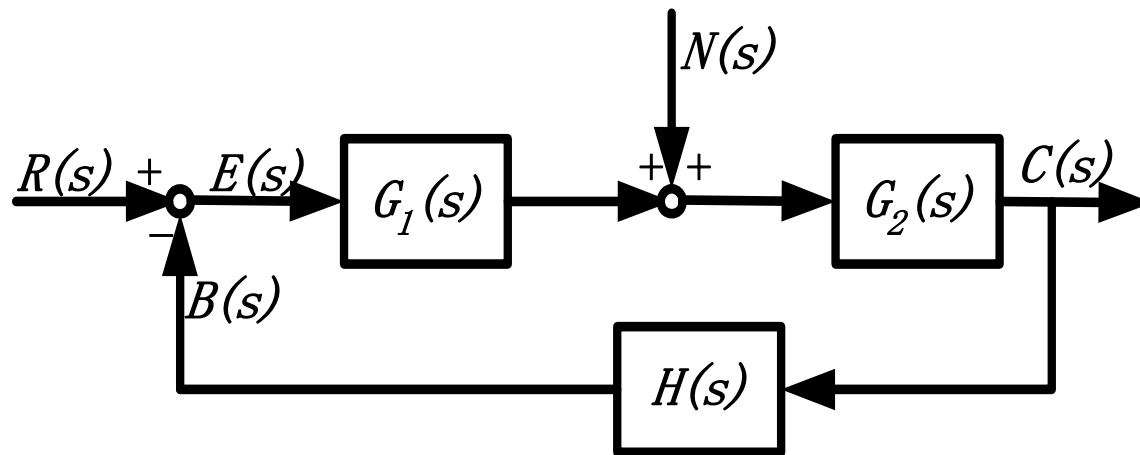 N(s)
R(s) + E(s) G₁(s) + + G₂(s) C(s)
−
B(s)
H(s)